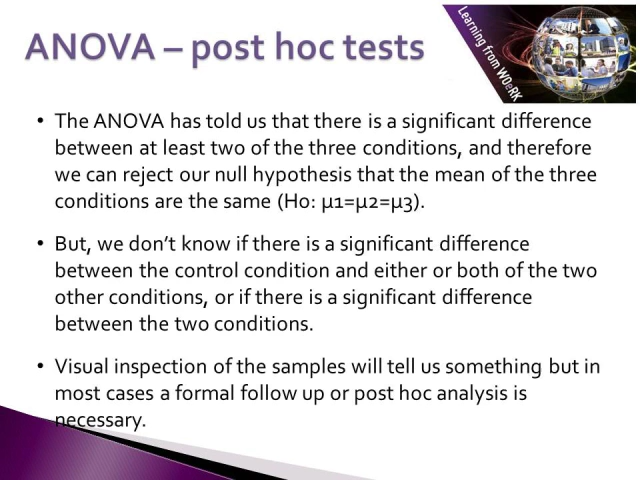 ANOVA – post hoc tests
Learning from WOeRK
• The ANOVA has told us that there is a significant difference
between at least two of the three conditions, and therefore
we can reject our null hypothesis that the mean of the three
conditions are the same (H0: μ1=μ2=μ3).
• But, we don’t know if there is a significant difference
between the control condition and either or both of the two
other conditions, or if there is a significant difference
between the two conditions.
• Visual inspection of the samples will tell us something but in
most cases a formal follow up or post hoc analysis is
necessary.